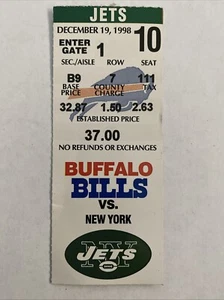 JETS
DECEMBER 19, 1998 10
ENTER GATE 1
SEC./AISLE ROW SEAT
B9 7 111
BASE PRICE COUNTY CHARGE TAX
32.87 1.50 2.63
ESTABLISHED PRICE
37.00
NO REFUNDS OR EXCHANGES
BUFFALO
BILLS
VS.
NEW YORK
NY
JETS